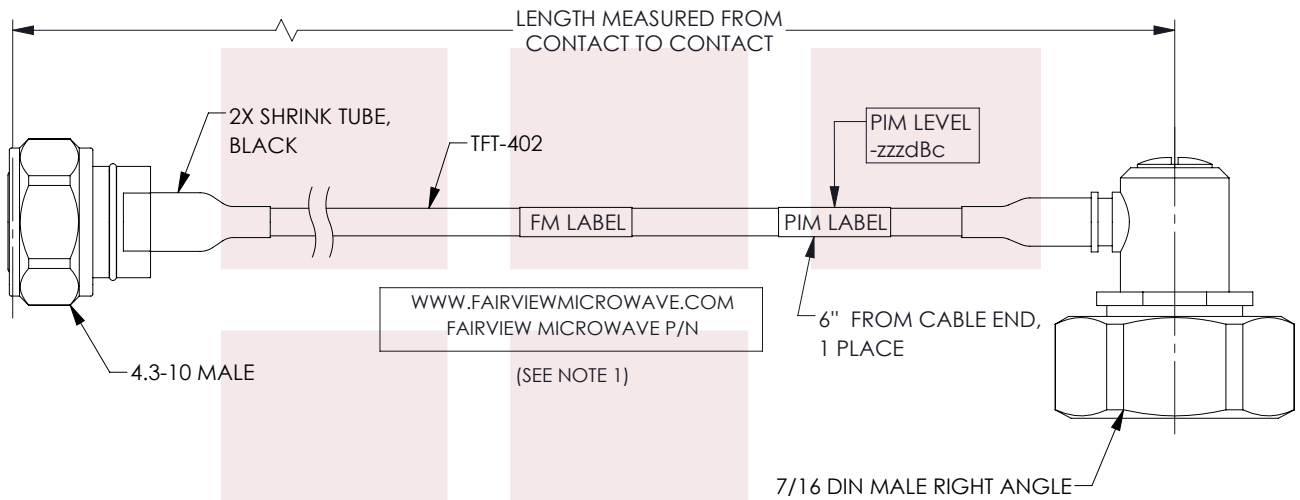 LENGTH MEASURED FROM
CONTACT TO CONTACT
2X SHRINK TUBE,
BLACK
TFT-402
PIM LEVEL
-zzzdBc
FM LABEL
PIM LABEL
WWW.FAIRVIEWMICROWAVE.COM
FAIRVIEW MICROWAVE P/N
6" FROM CABLE END,
1 PLACE
4.3-10 MALE
(SEE NOTE 1)
7/16 DIN MALE RIGHT ANGLE